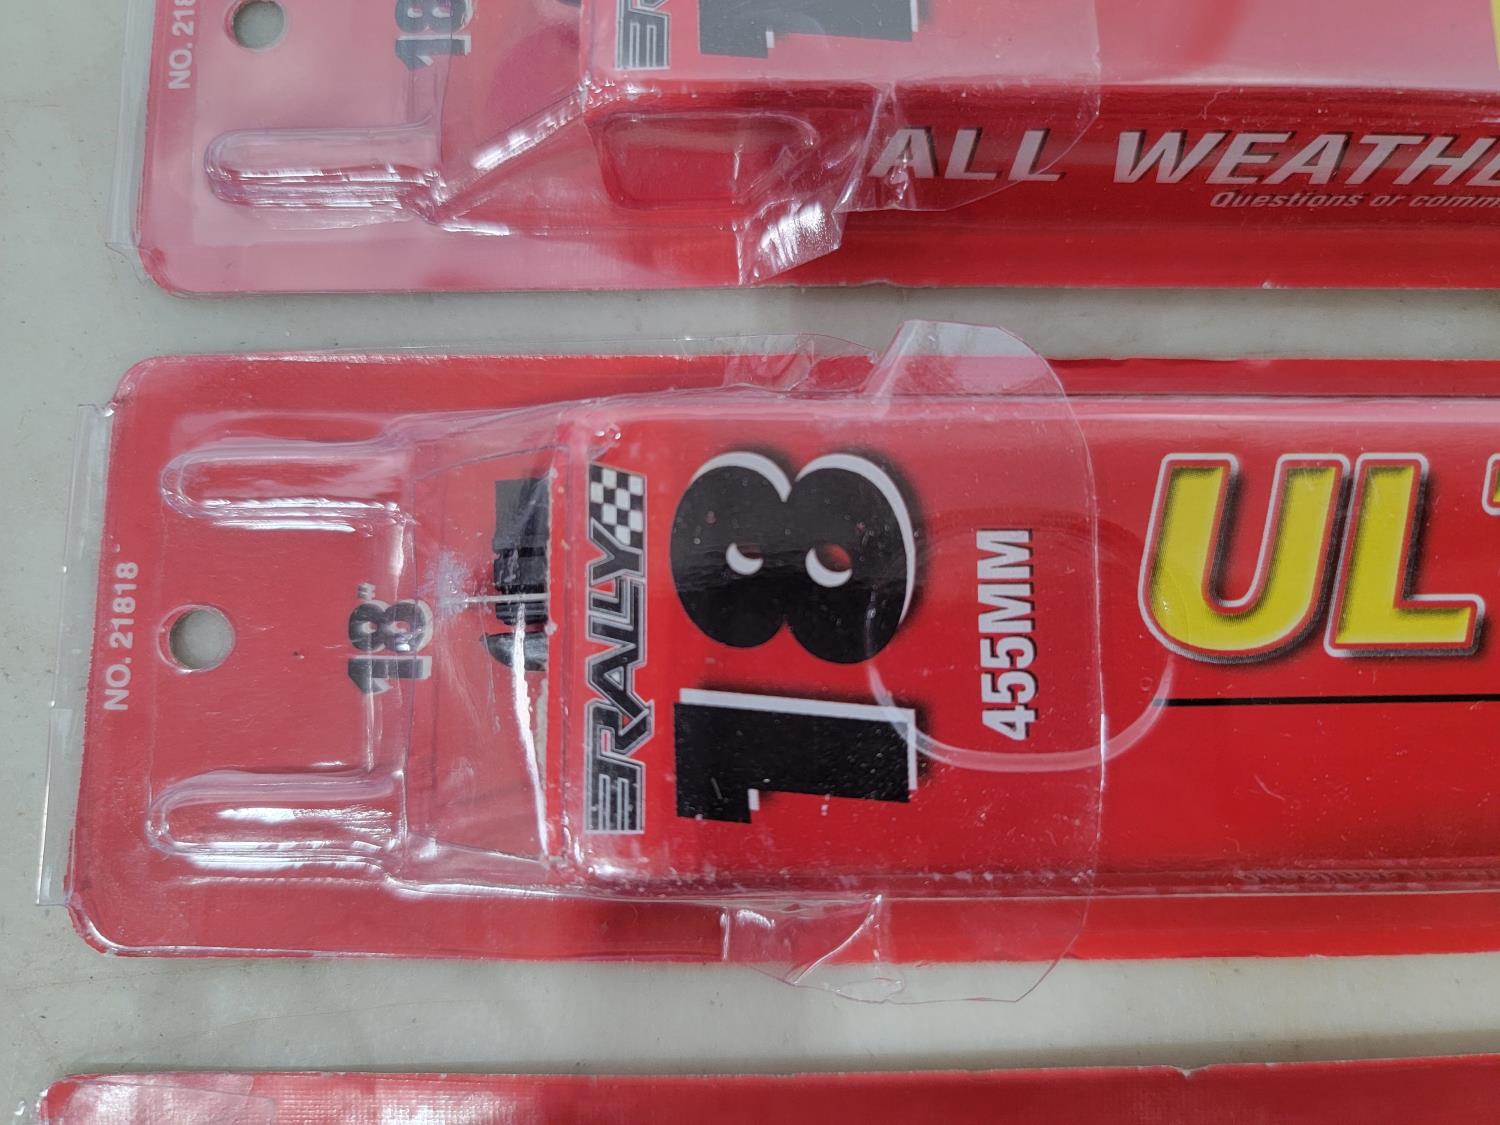 NO. 218
18"
ALL WEATHE
Questions or comm
NO. 21818
18"
RALLY
18
455MM
UL